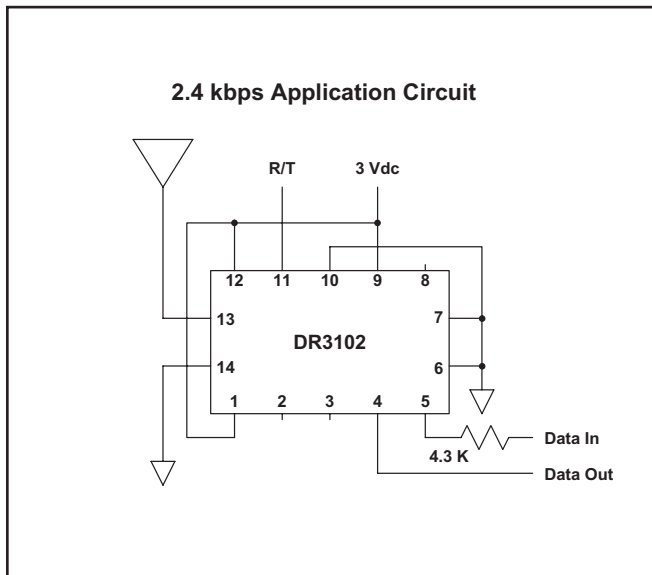 2.4 kbps Application Circuit
R/T 3 Vdc
12 11 10 9 8
13 7
DR3102
14 6
1 2 3 4 5
4.3 K Data In
Data Out